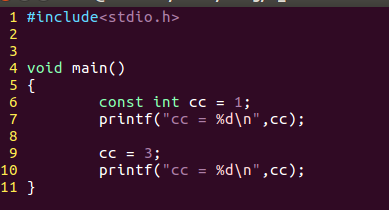 1 #include<stdio.h>
2
3
4 void main()
5 {
6         const int cc = 1;
7         printf("cc = %d\n",cc);
8
9         cc = 3;
10         printf("cc = %d\n",cc);
11 }